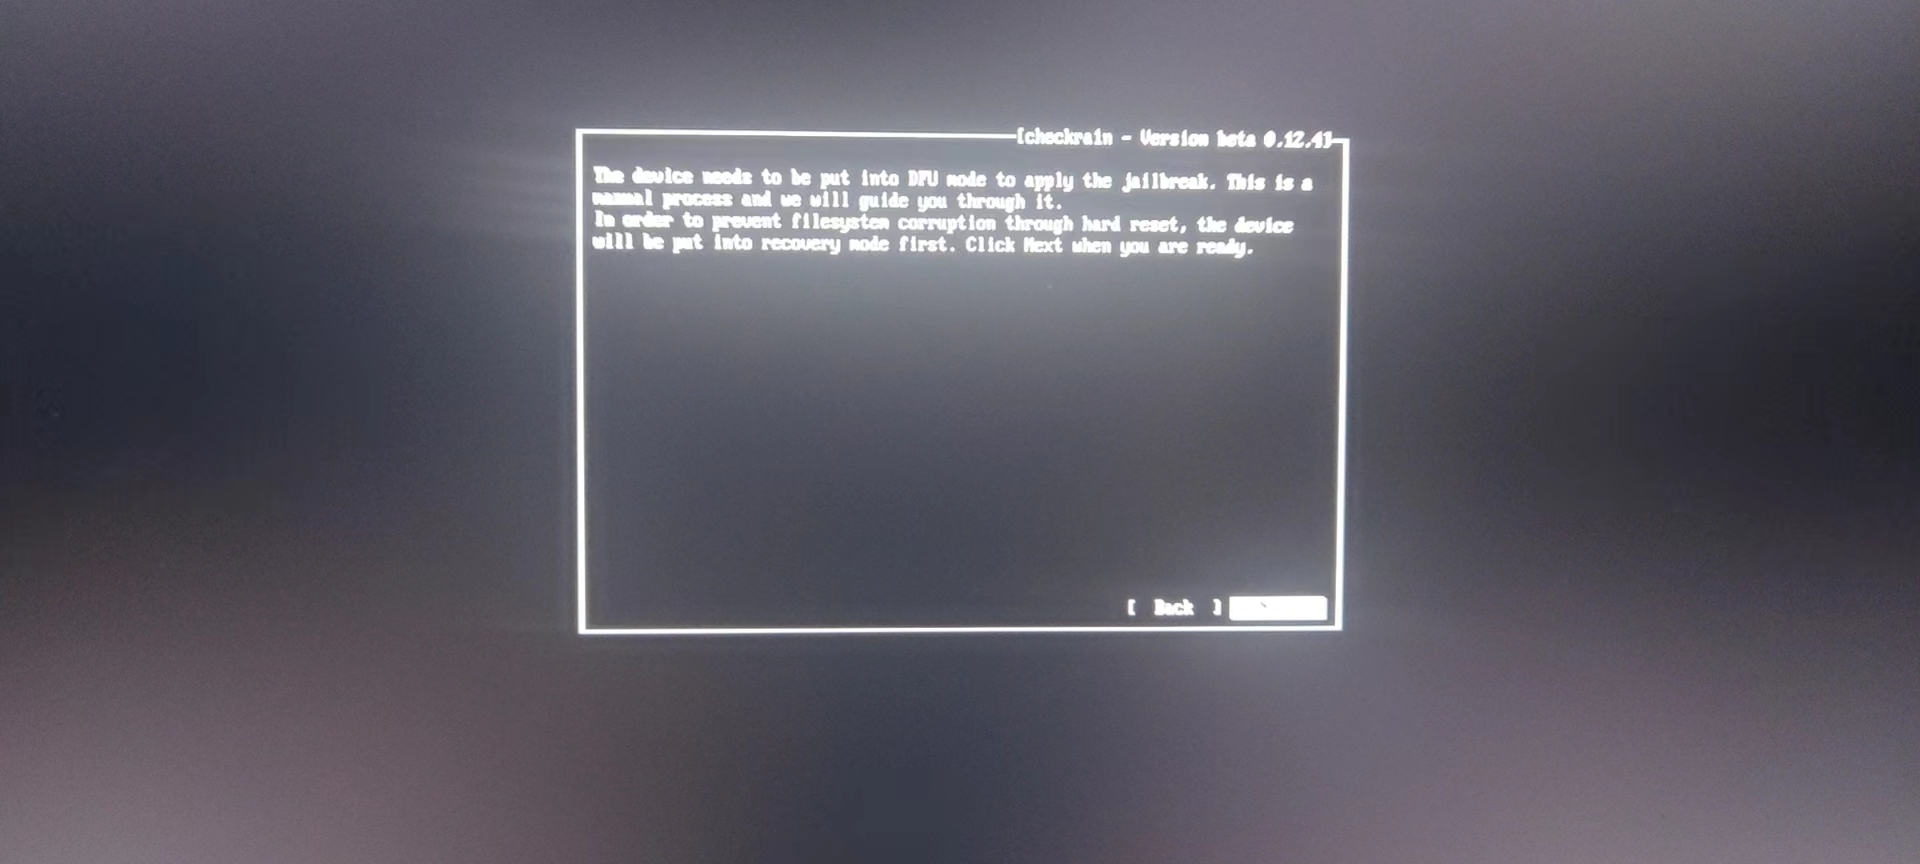 [checkra1n - Version beta 0.12.4]
The device needs to be put into DFU mode to apply the jailbreak. This is a
manual process and we will guide you through it.
In order to prevent filesystem corruption through hard reset, the device
will be put into recovery mode first. Click Next when you are ready.
[ Back ]